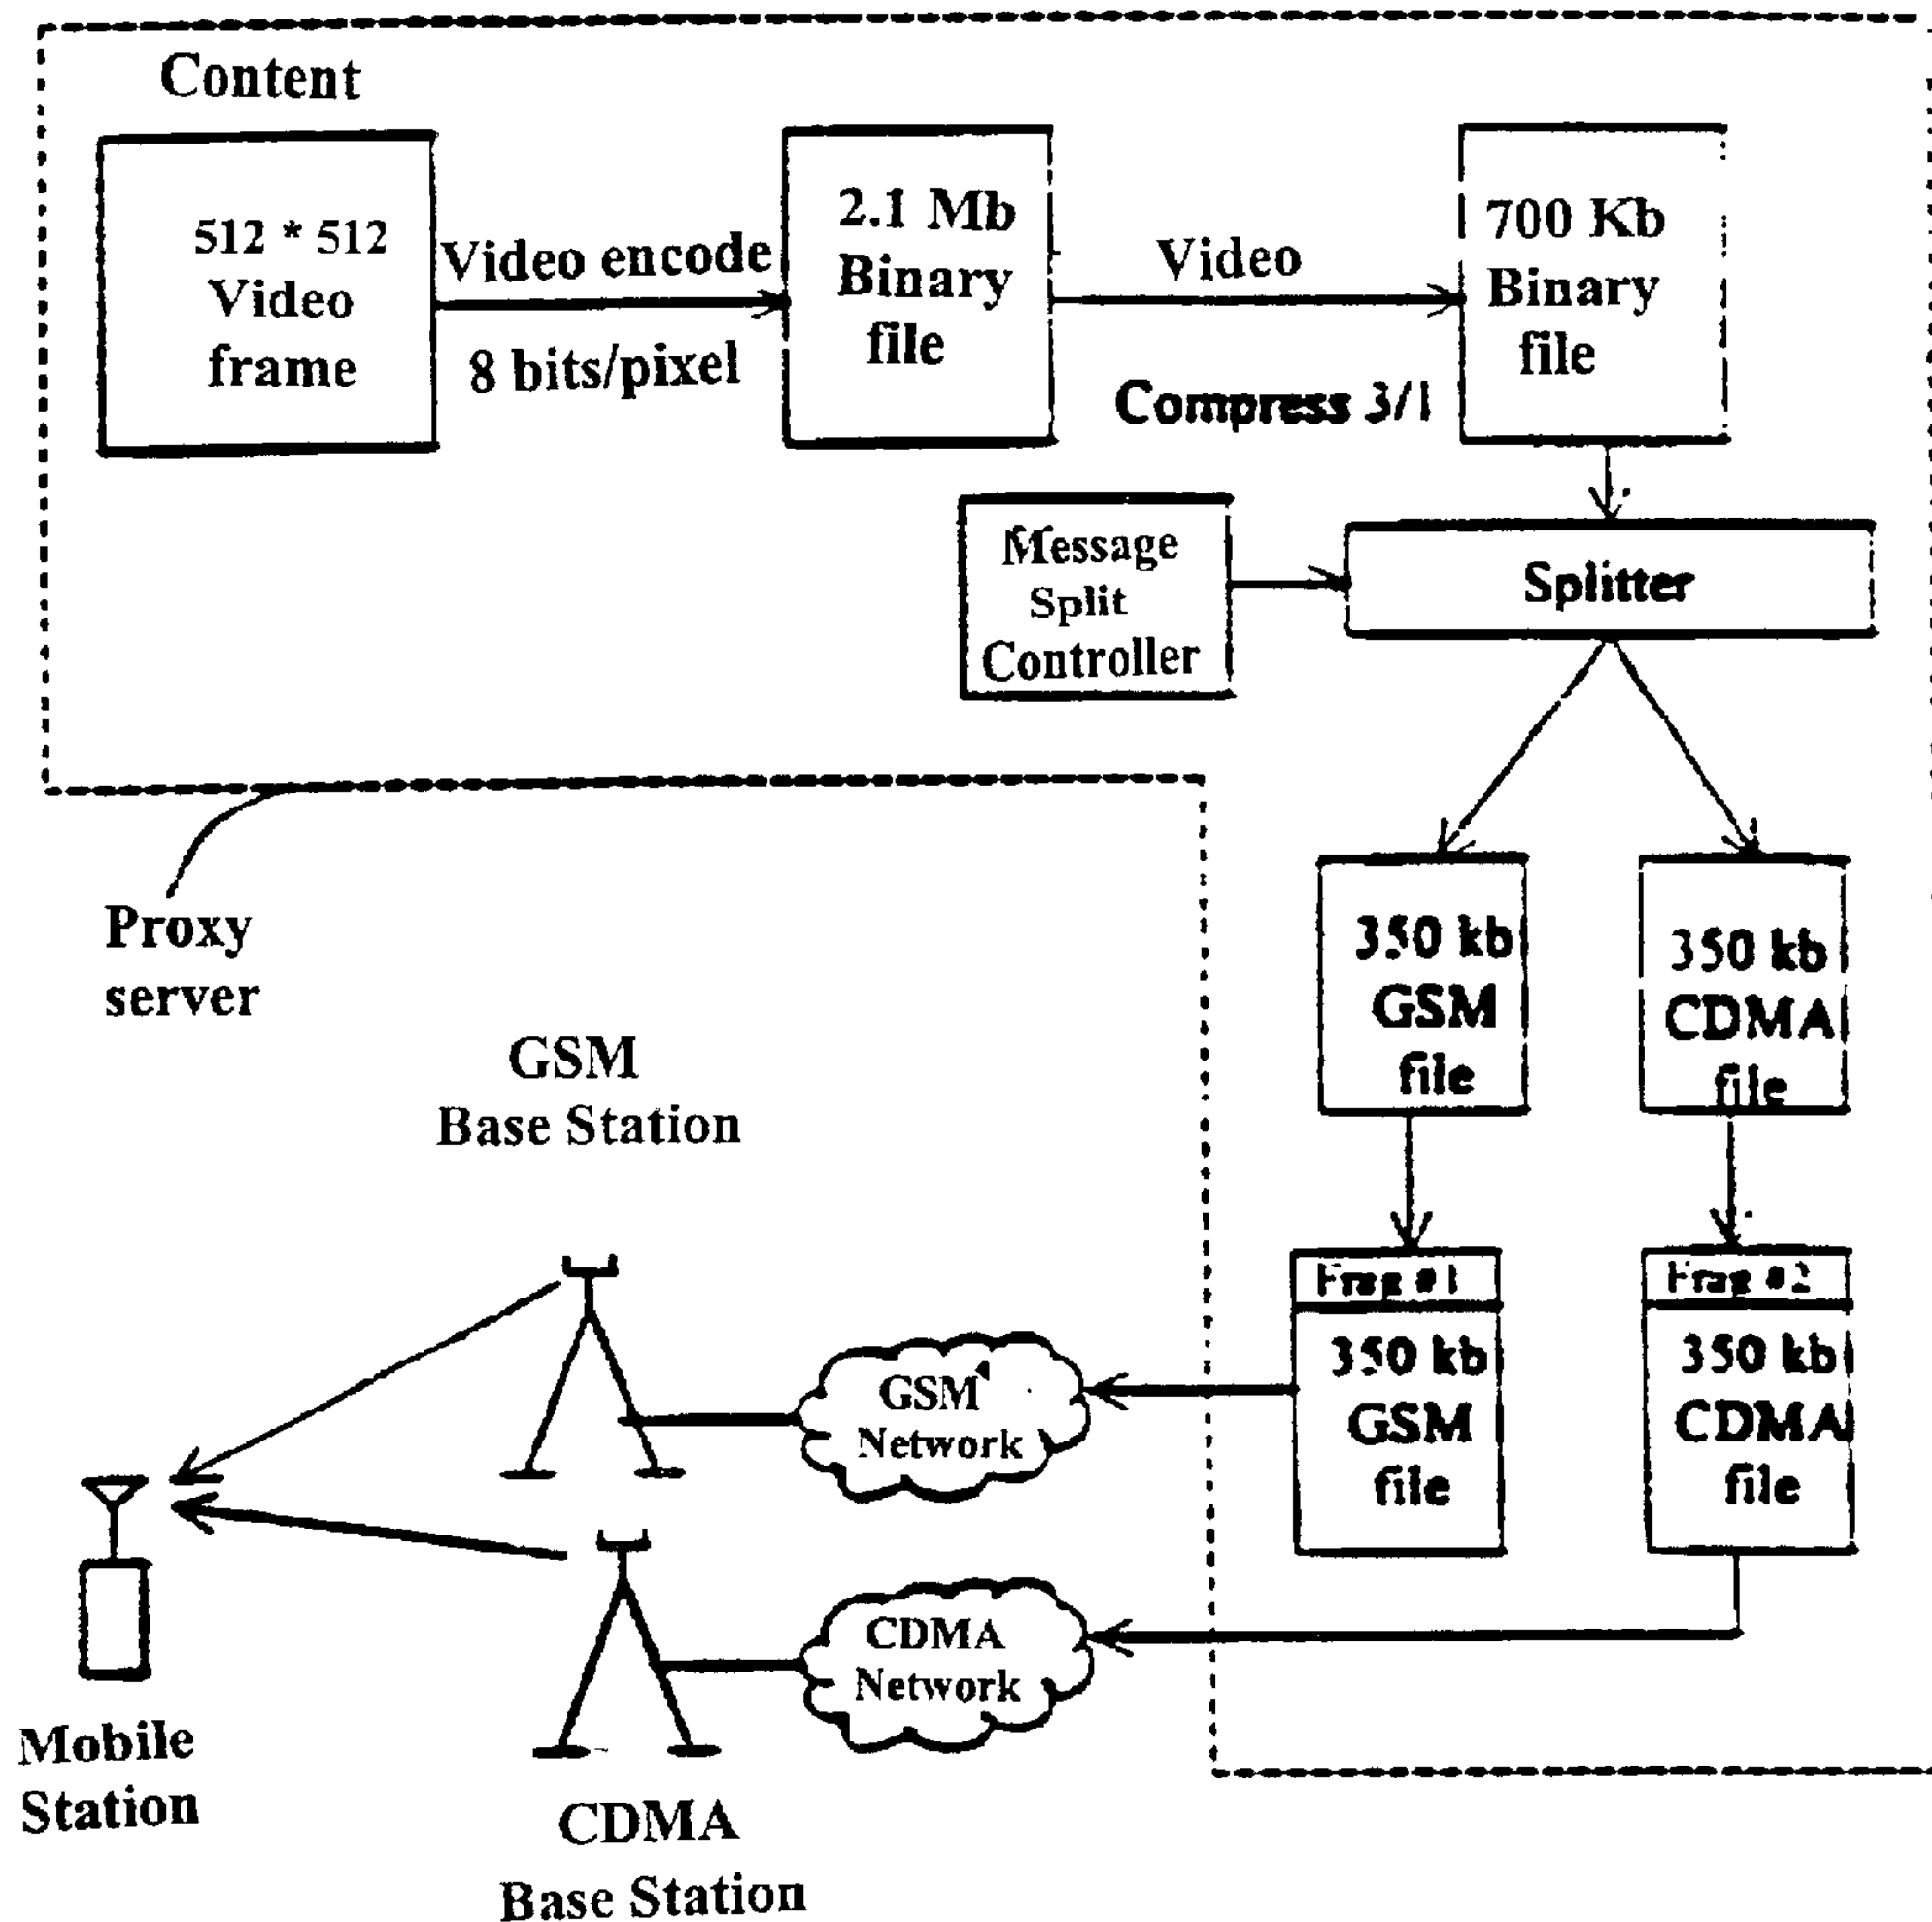 Content
512 * 512
Video
frame
Video encode
8 bits/pixel
2.1 Mb
Binary
file
Video
Compress 3/1
700 Kb
Binary
file
Message
Split
Controller
Splitter
Proxy
server
350 kb
GSM
file
350 kb
CDMA
file
GSM
Base Station
Frag #1
350 kb
GSM
file
Frag #2
350 kb
CDMA
file
GSM
Network
CDMA
Network
Mobile
Station
CDMA
Base Station